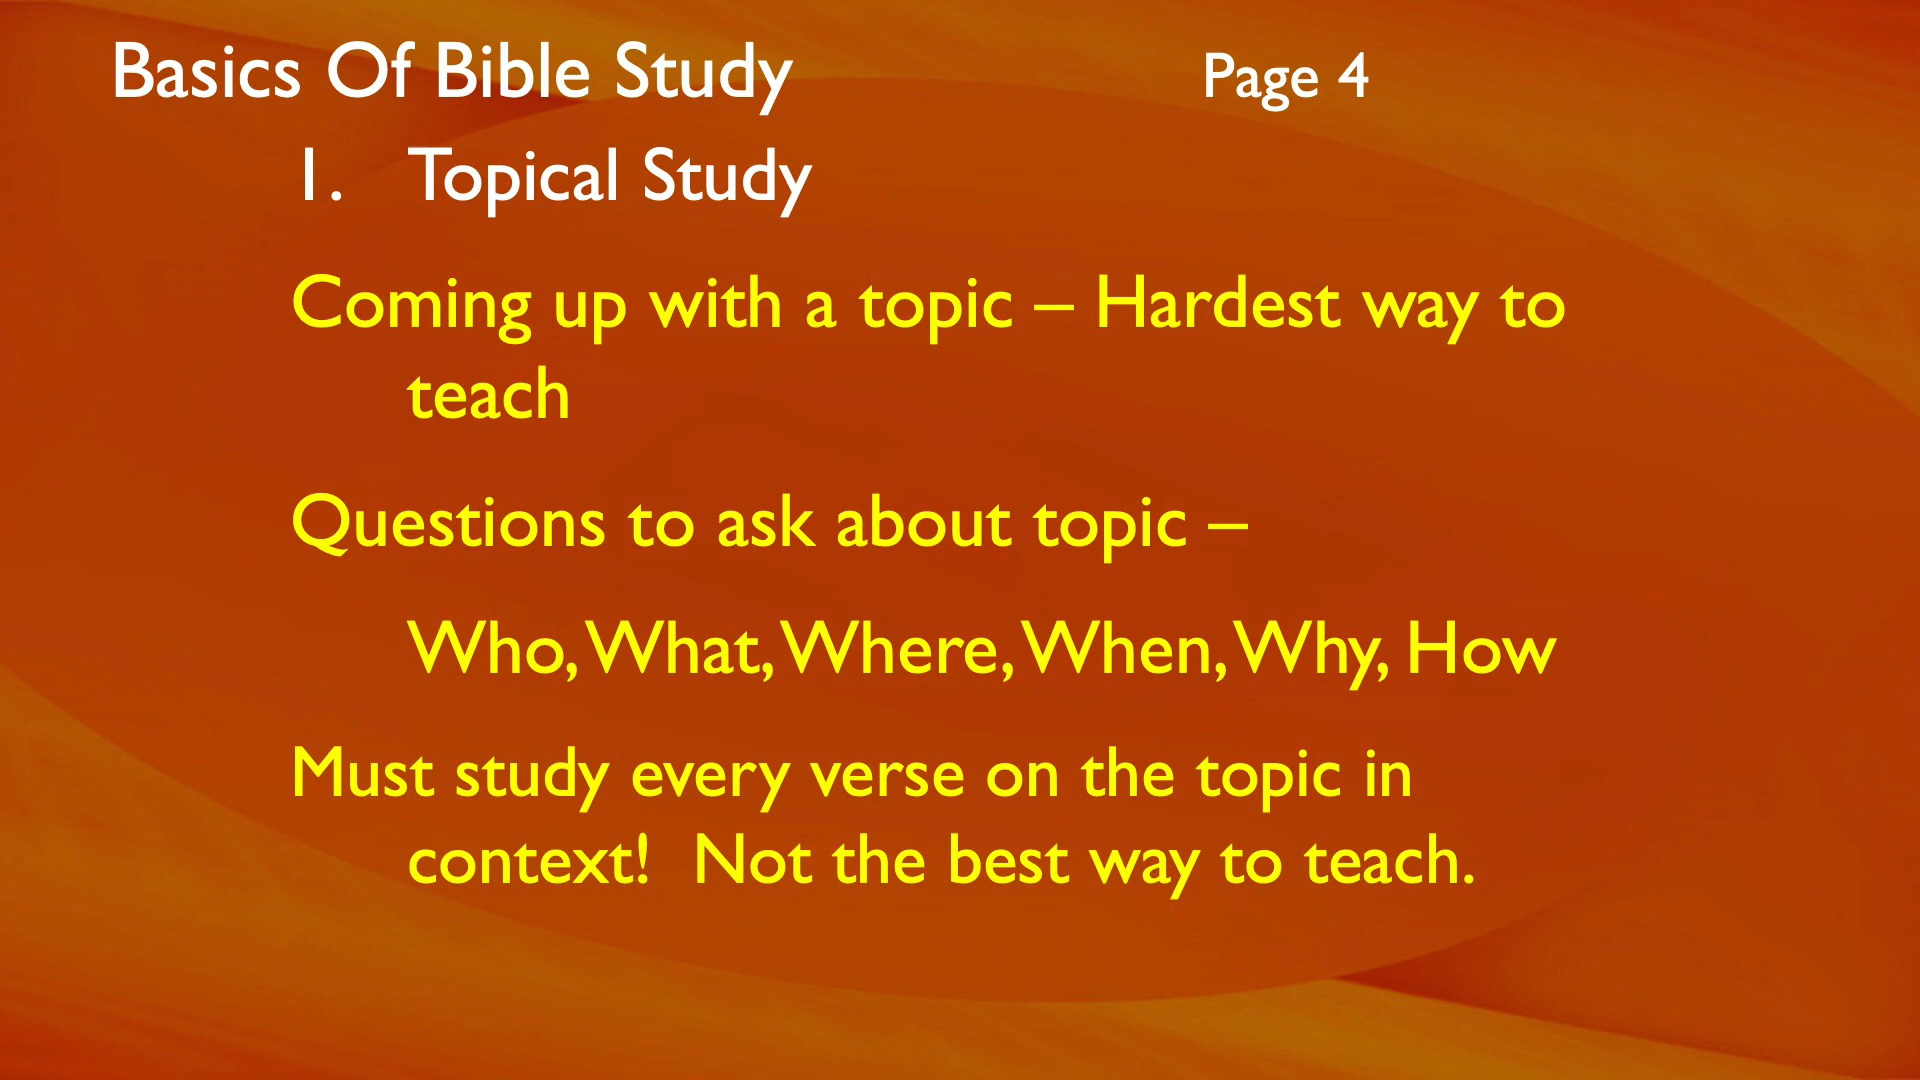 Basics Of Bible Study Page 4
1. Topical Study
Coming up with a topic – Hardest way to
teach
Questions to ask about topic –
Who, What, Where, When, Why, How
Must study every verse on the topic in
context! Not the best way to teach.